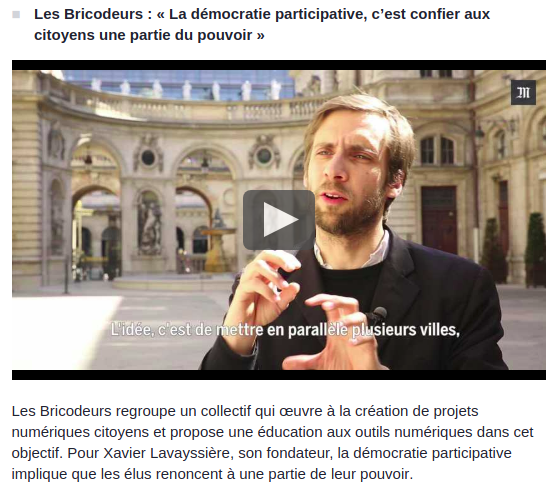 Les Bricodeurs : « La démocratie participative, c’est confier aux
citoyens une partie du pouvoir »
M
L'idée, c'est de mettre en parallèle plusieurs villes,
Les Bricodeurs regroupe un collectif qui œuvre à la création de projets
numériques citoyens et propose une éducation aux outils numériques dans cet
objectif. Pour Xavier Lavayssière, son fondateur, la démocratie participative
implique que les élus renoncent à une partie de leur pouvoir.